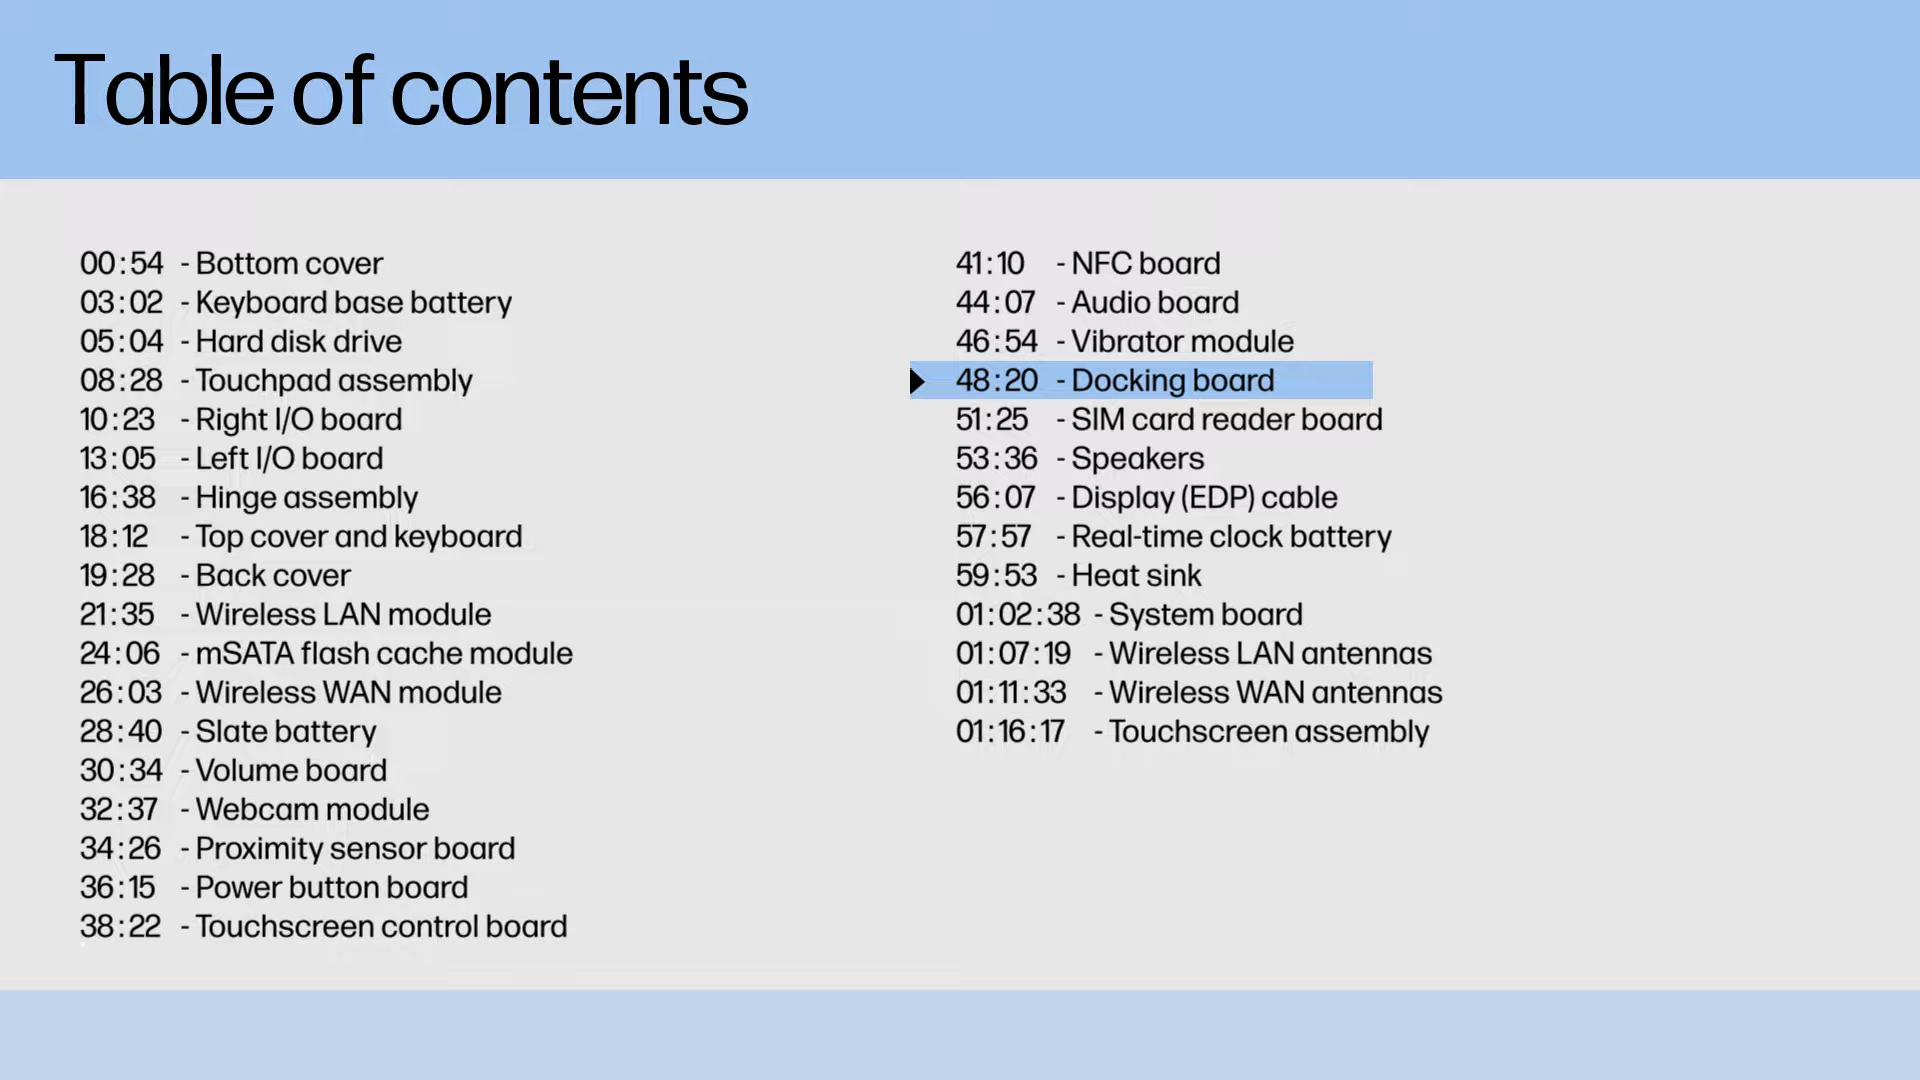 Table of contents
00:54 - Bottom cover
03:02 - Keyboard base battery
05:04 - Hard disk drive
08:28 - Touchpad assembly
10:23 - Right I/O board
13:05 - Left I/O board
16:38 - Hinge assembly
18:12 - Top cover and keyboard
19:28 - Back cover
21:35 - Wireless LAN module
24:06 - mSATA flash cache module
26:03 - Wireless WAN module
28:40 - Slate battery
30:34 - Volume board
32:37 - Webcam module
34:26 - Proximity sensor board
36:15 - Power button board
38:22 - Touchscreen control board
41:10 - NFC board
44:07 - Audio board
46:54 - Vibrator module
48:20 - Docking board
51:25 - SIM card reader board
53:36 - Speakers
56:07 - Display (EDP) cable
57:57 - Real-time clock battery
59:53 - Heat sink
01:02:38 - System board
01:07:19 - Wireless LAN antennas
01:11:33 - Wireless WAN antennas
01:16:17 - Touchscreen assembly